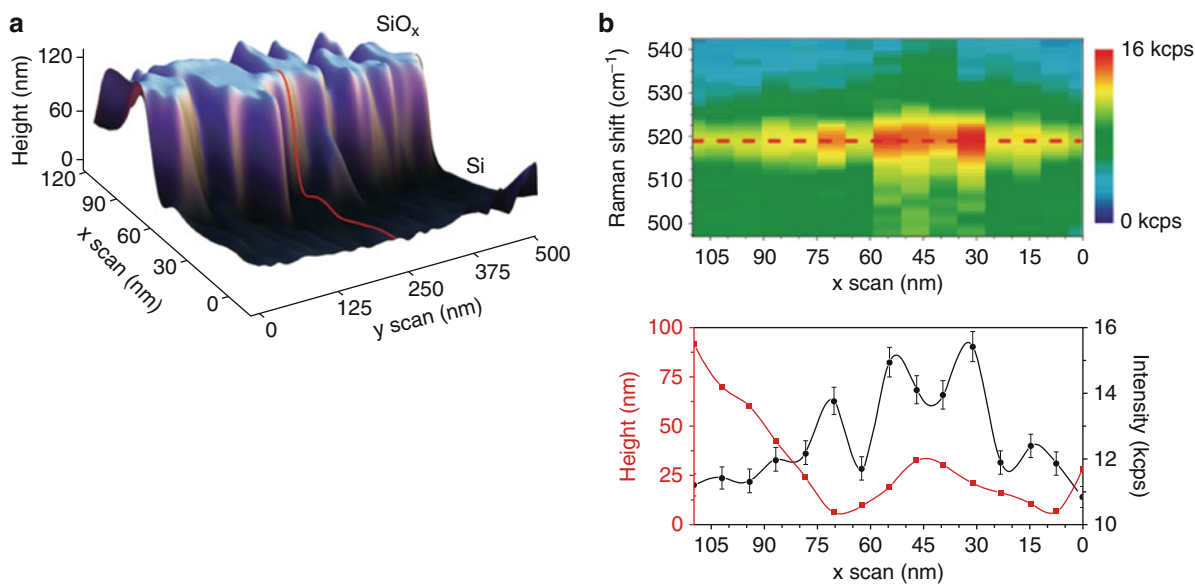 a
SiOx
Si
Height (nm)
120
60
0
120
90
60
30
0
x scan (nm)
0
125
250
375
500
y scan (nm)
b
Raman shift (cm−1)
540
530
520
510
500
105 90 75 60 45 30 15 0
x scan (nm)
16 kcps
0 kcps
Height (nm)
100
75
50
25
0
16
14
12
10
Intensity (kcps)
105 90 75 60 45 30 15 0
x scan (nm)